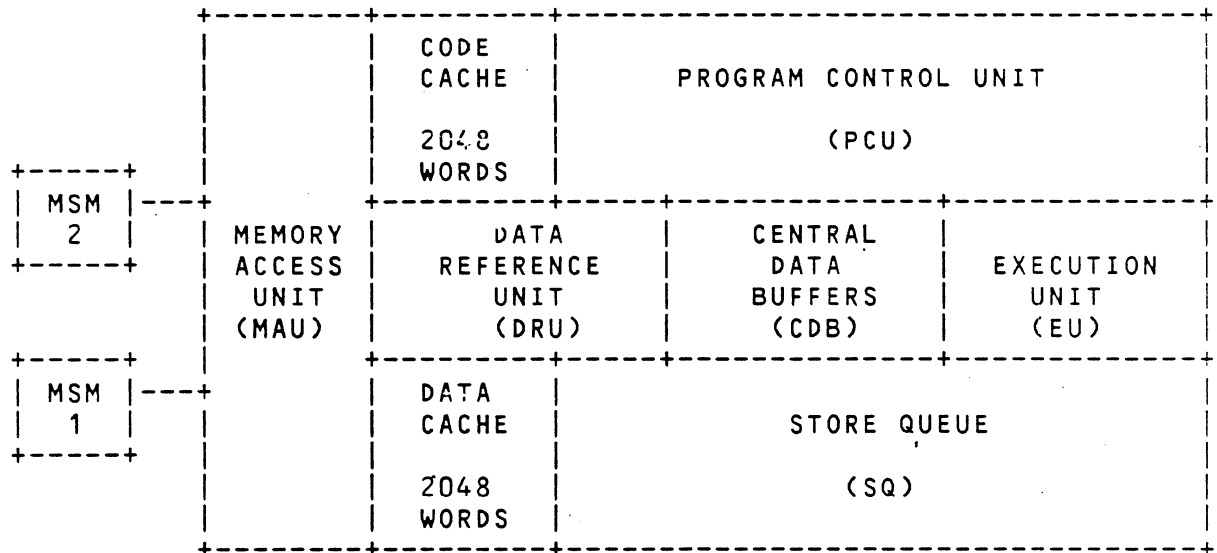 CODE
CACHE
2048
WORDS
PROGRAM CONTROL UNIT
(PCU)
MSM
2
MEMORY
ACCESS
UNIT
(MAU)
DATA
REFERENCE
UNIT
(DRU)
CENTRAL
DATA
BUFFERS
(CDB)
EXECUTION
UNIT
(EU)
MSM
1
DATA
CACHE
2048
WORDS
STORE QUEUE
(SQ)